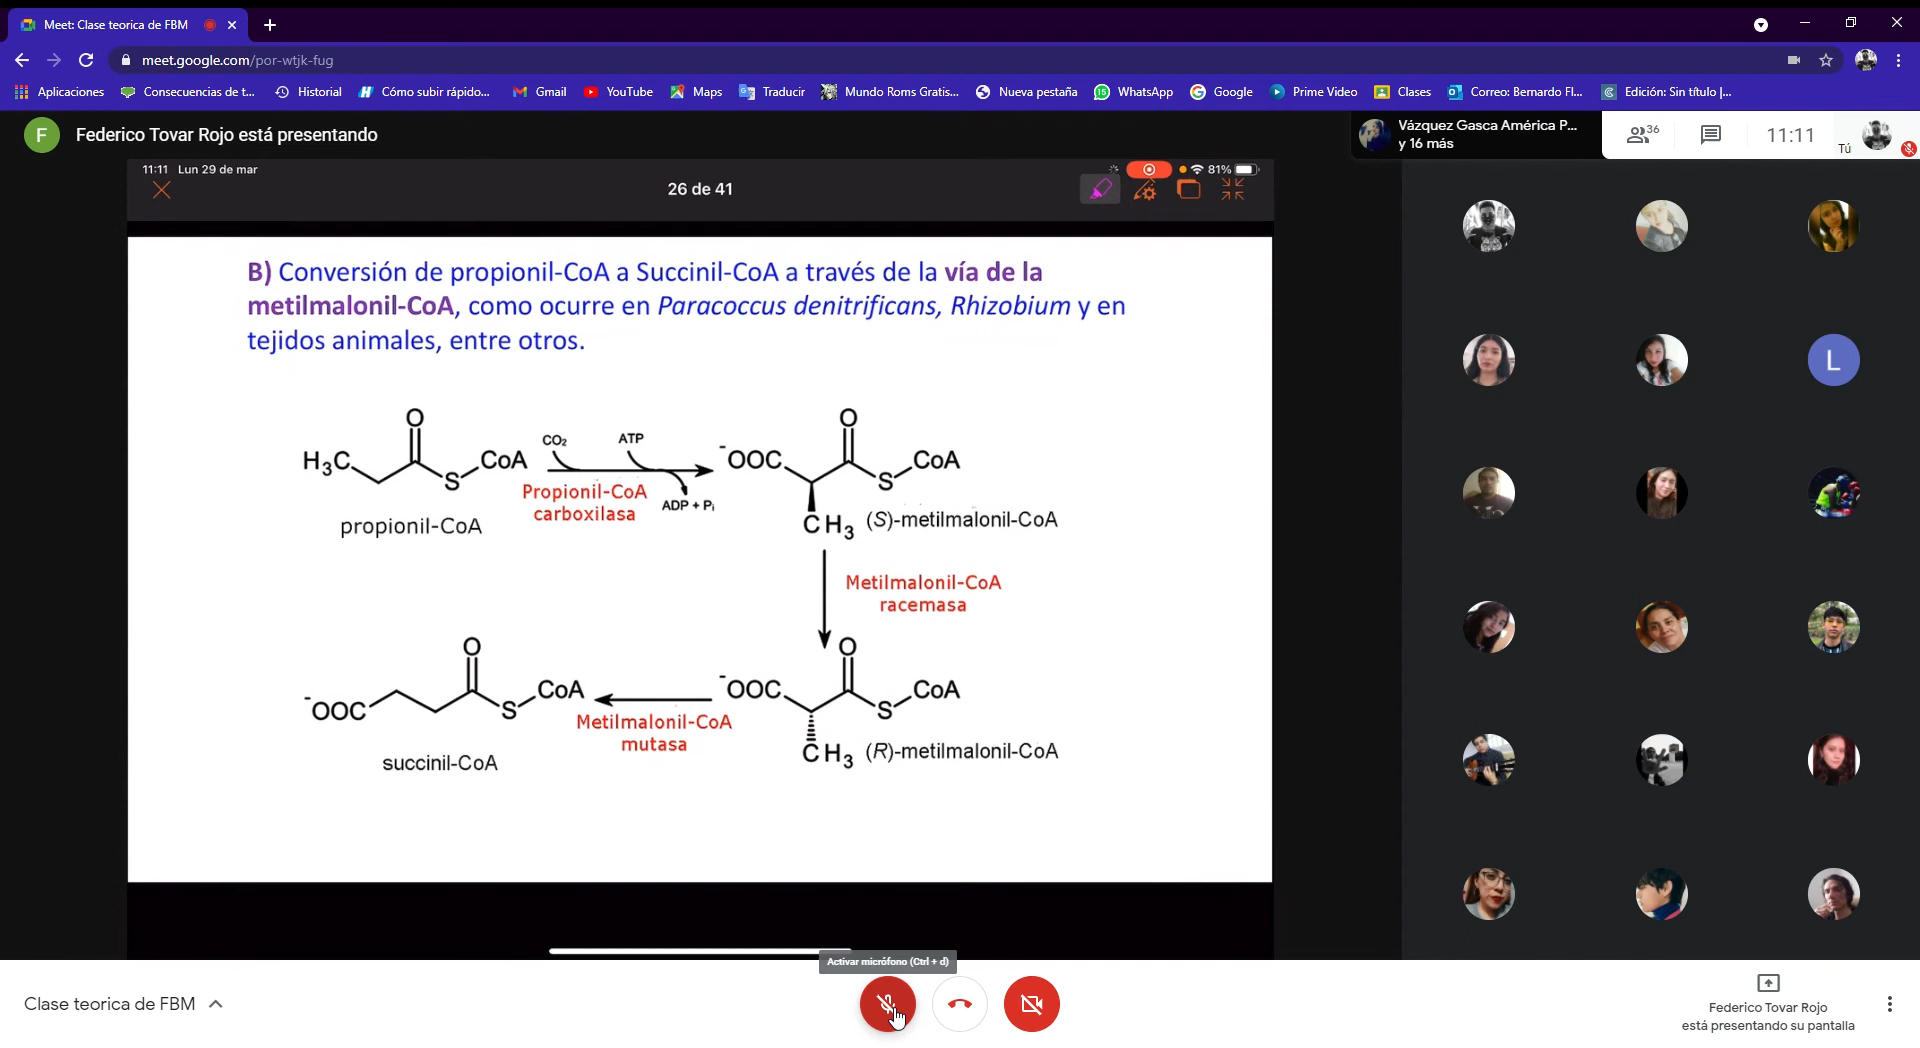 Meet: Clase teorica de FBM
meet.google.com/por-wtjk-fug
Aplicaciones
Consecuencias de t...
Historial
Cómo subir rápido...
Gmail
YouTube
Maps
Traducir
Mundo Roms Gratis...
Nueva pestaña
WhatsApp
Google
Prime Video
Clases
Correo: Bernardo Fl...
Edición: Sin título |...
F
Federico Tovar Rojo está presentando
Vázquez Gasca América P...
y 16 más
36
11:11
Tú
11:11 Lun 29 de mar
81%
26 de 41
B) Conversión de propionil-CoA a Succinil-CoA a través de la vía de la
metilmalonil-CoA, como ocurre en Paracoccus denitrificans, Rhizobium y en
tejidos animales, entre otros.
H₃C
O
S
CoA
propionil-CoA
CO₂
ATP
ADP + Pi
Propionil-CoA
carboxilasa
⁻OOC
O
S
CoA
CH₃
(S)-metilmalonil-CoA
Metilmalonil-CoA
racemasa
⁻OOC
O
S
CoA
CH₃
(R)-metilmalonil-CoA
Metilmalonil-CoA
mutasa
⁻OOC
O
S
CoA
succinil-CoA
L
Activar micrófono (Ctrl + d)
Clase teorica de FBM
Federico Tovar Rojo
está presentando su pantalla